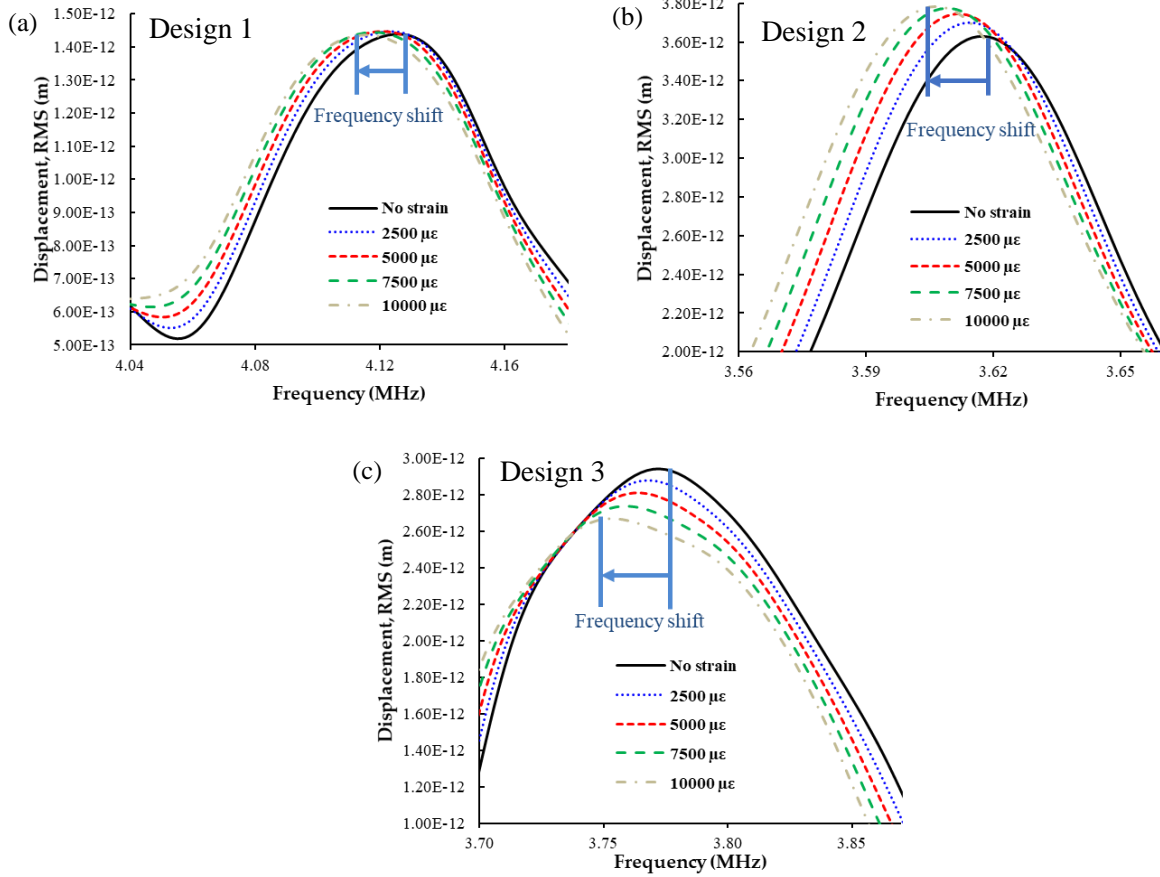 (a)
Design 1
Displacement, RMS (m)
1.50E-12
1.40E-12
1.30E-12
1.20E-12
1.10E-12
1.00E-12
9.00E-13
8.00E-13
7.00E-13
6.00E-13
5.00E-13
Frequency shift
No strain
2500 με
5000 με
7500 με
10000 με
4.04
4.08
4.12
4.16
Frequency (MHz)
(b)
Design 2
Displacement, RMS (m)
3.80E-12
3.60E-12
3.40E-12
3.20E-12
3.00E-12
2.80E-12
2.60E-12
2.40E-12
2.20E-12
2.00E-12
Frequency shift
No strain
2500 με
5000 με
7500 με
10000 με
3.56
3.59
3.62
3.65
Frequency (MHz)
(c)
Design 3
Displacement, RMS (m)
3.00E-12
2.80E-12
2.60E-12
2.40E-12
2.20E-12
2.00E-12
1.80E-12
1.60E-12
1.40E-12
1.20E-12
1.00E-12
Frequency shift
No strain
2500 με
5000 με
7500 με
10000 με
3.70
3.75
3.80
3.85
Frequency (MHz)